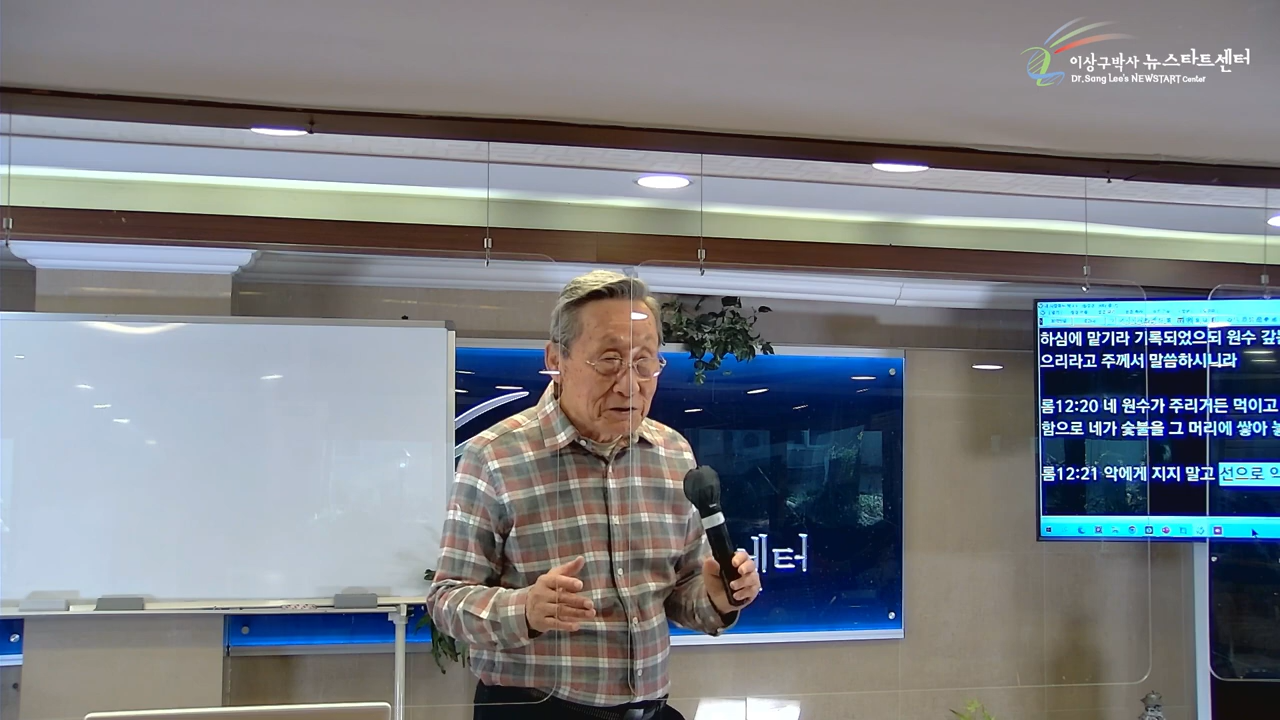 이상구박사 뉴스타트센터
Dr. Sang Lee's NEWSTART Center
하심에 맡기라 기록되었으되 원수 갚
으리라고 주께서 말씀하시니라
롬12:20 네 원수가 주리거든 먹이고
함으로 네가 숯불을 그 머리에 쌓아
롬12:21 악에게 지지 말고 선으로
센터